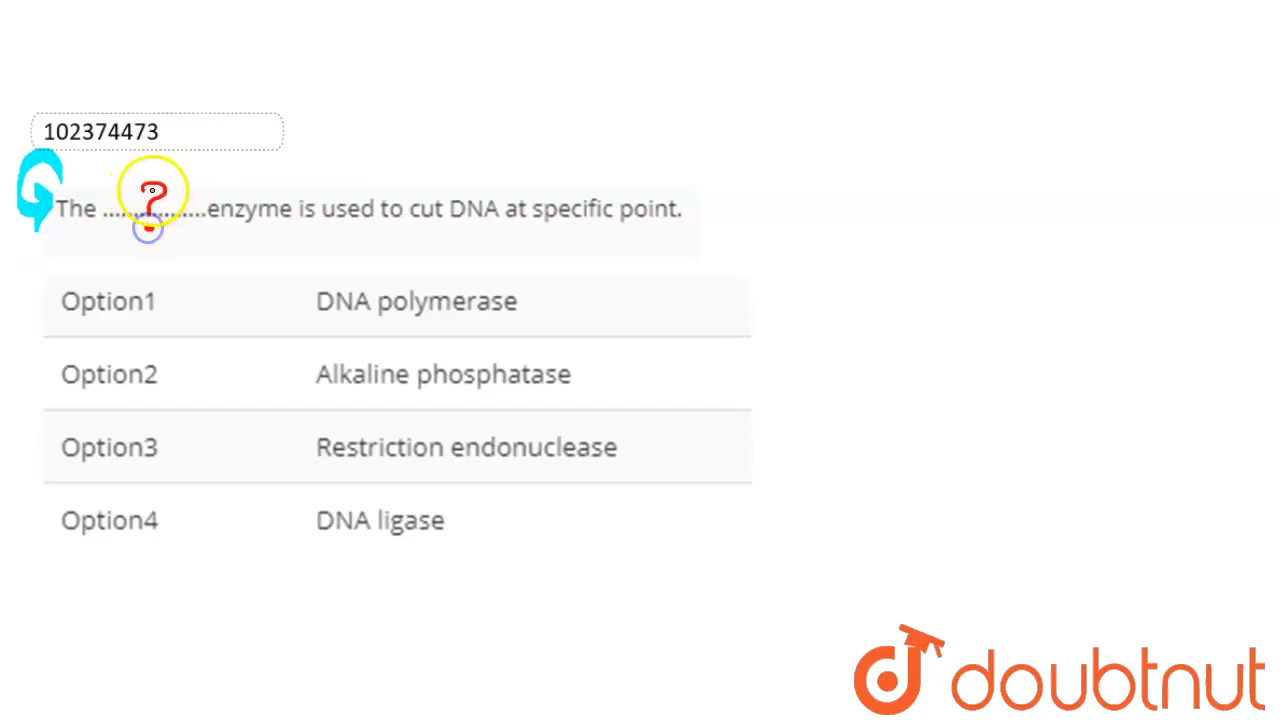 102374473
?
The ..................enzyme is used to cut DNA at specific point.
Option1 DNA polymerase
Option2 Alkaline phosphatase
Option3 Restriction endonuclease
Option4 DNA ligase
doubtnut